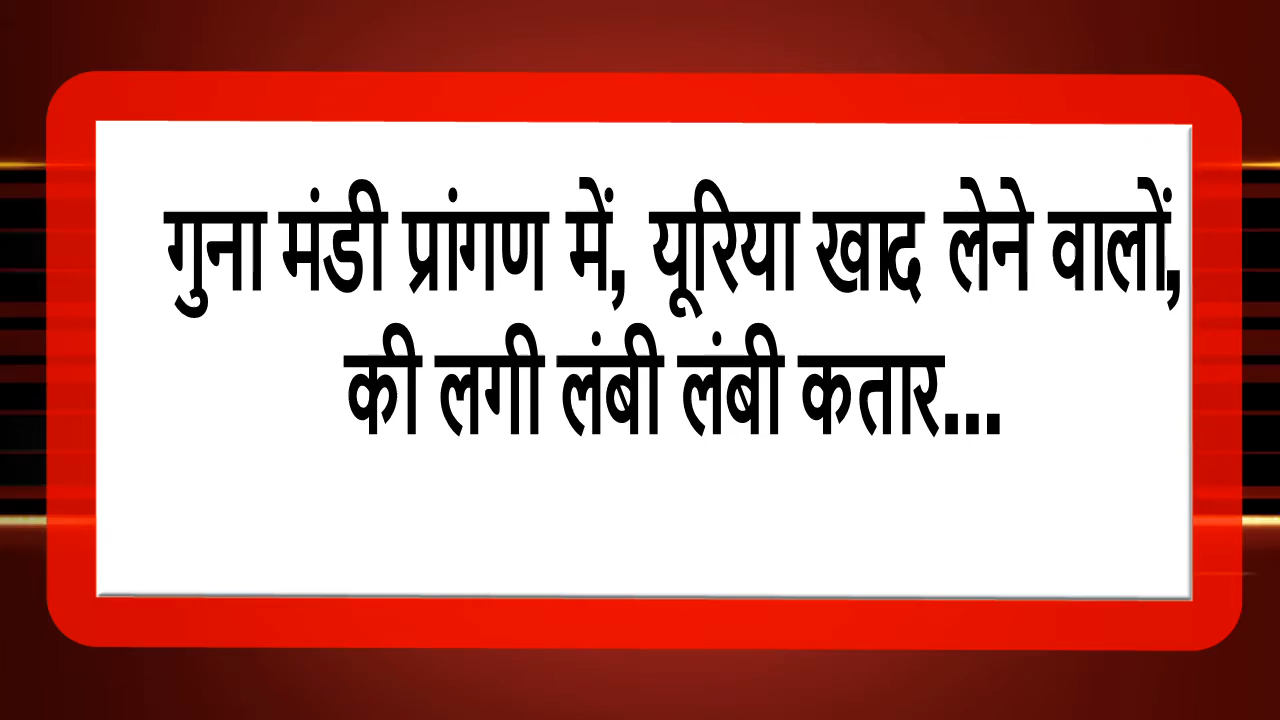 गुना मंडी प्रांगण में, यूरिया खाद लेने वालों,
की लगी लंबी लंबी कतार...